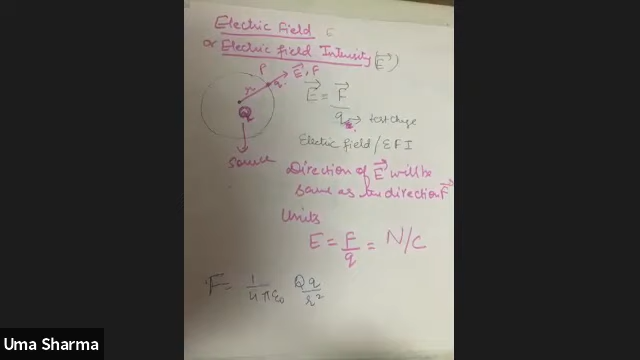 Electric Field E
or Electric field Intensity (E→)
P E→, F
r q.
Q
source
E→ = F→/q → test charge
Electric field / E F I
Direction of E→ will be
same as the direction F→
Units
E = F/q = N/C
F = 1/4πε₀ Qq/r²
Uma Sharma